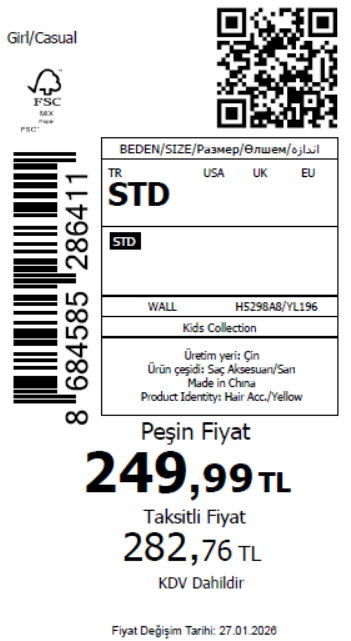 Girl/Casual
FSC
MIX
Paper
FSC™
BEDEN/SIZE/Размер/Өлшем/اندازه
TR USA UK EU
STD
STD
WALL H5298A8/YL196
Kids Collection
Üretim yeri: Çin
Ürün çeşidi: Saç Aksesuarı/Sarı
Made in China
Product Identity: Hair Acc./Yellow
8 684585 286411
Peşin Fiyat
249,99 TL
Taksitli Fiyat
282,76 TL
KDV Dahildir
Fiyat Değişim Tarihi: 27.01.2026